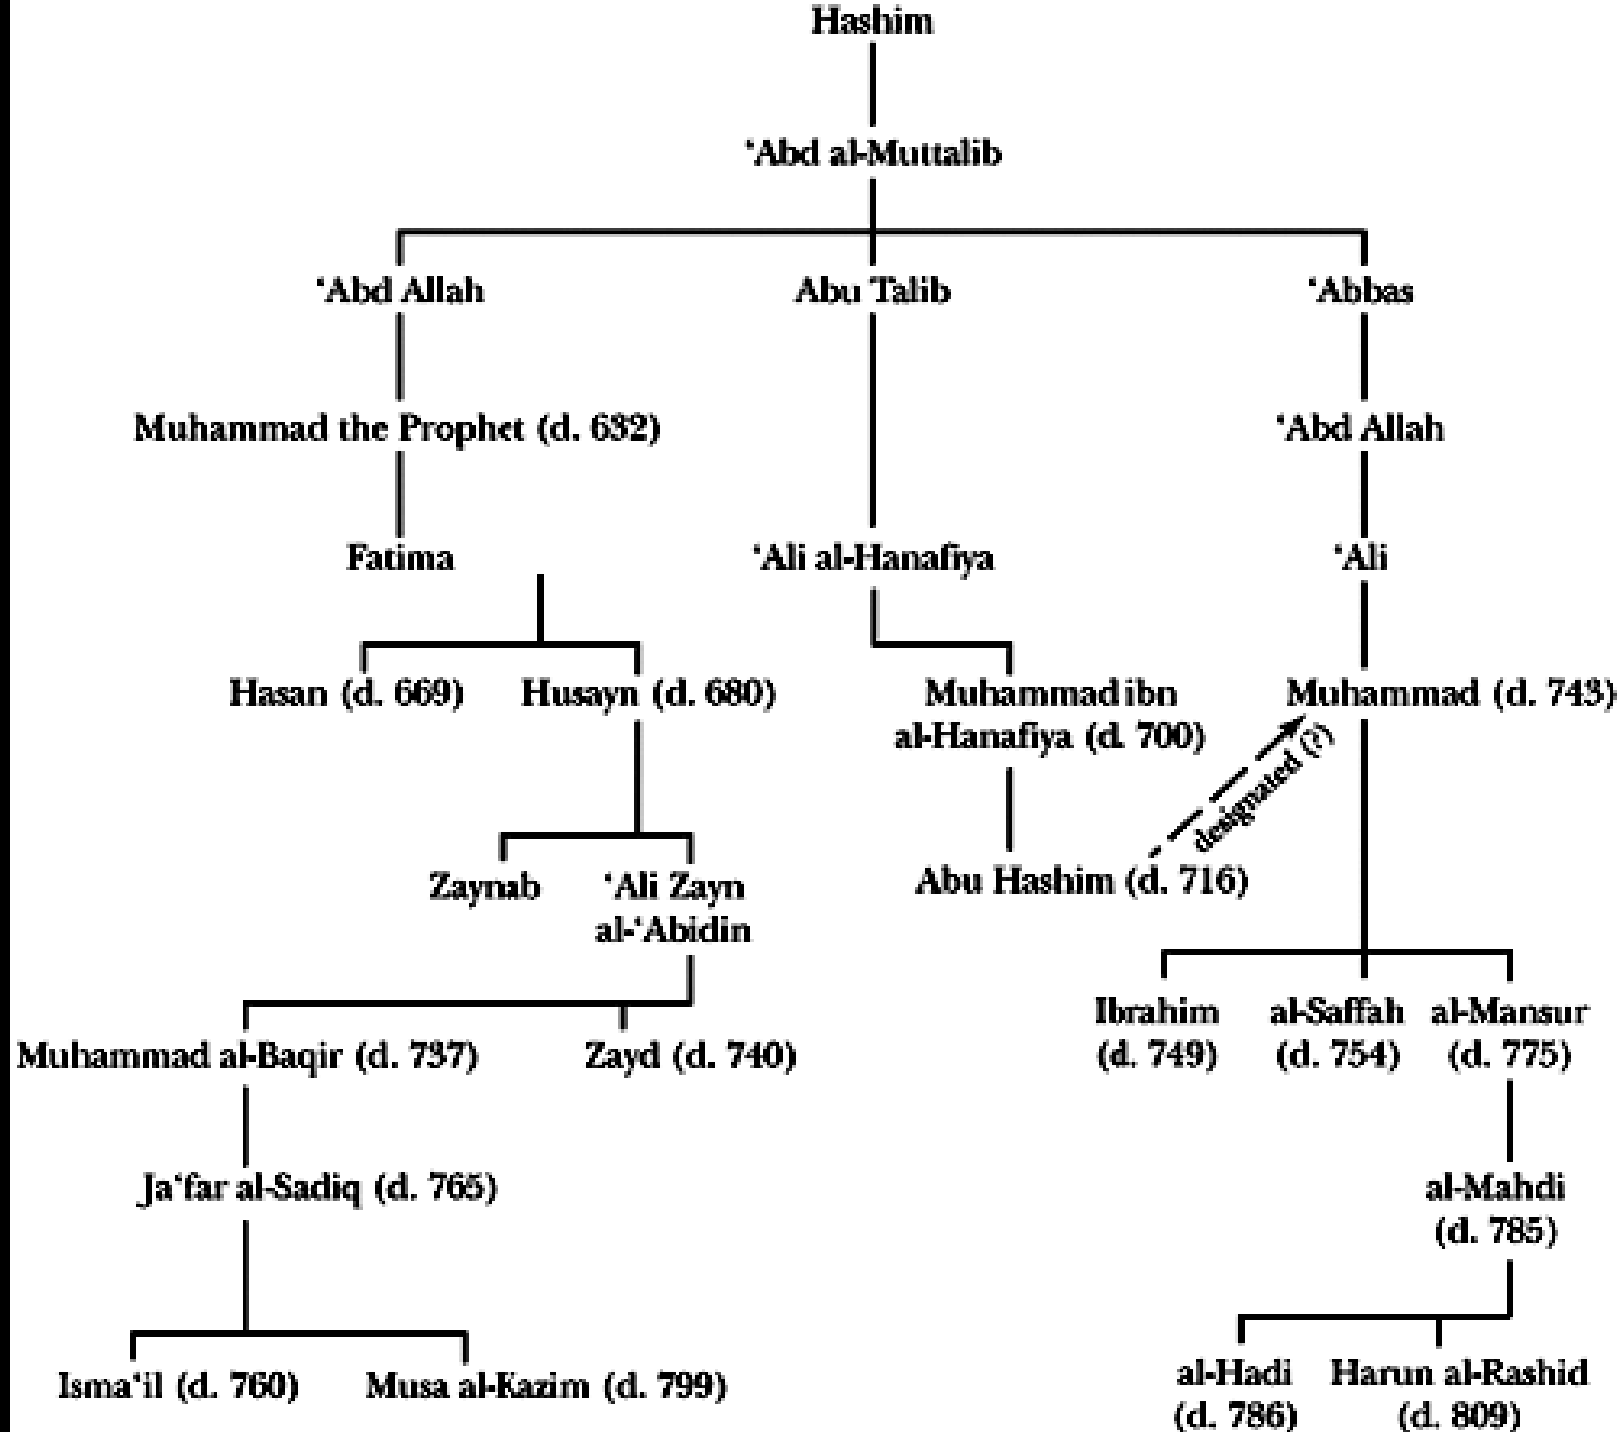 Hashim
‘Abd al-Muttalib
‘Abd Allah
Abu Talib
‘Abbas
Muhammad the Prophet (d. 632)
‘Abd Allah
Fatima
‘Ali al-Hanafiya
‘Ali
Hasan (d. 669)
Husayn (d. 680)
Muhammad ibn
al-Hanafiya (d. 700)
Muhammad (d. 743)
designated (?)
Zaynab
‘Ali Zayn
al-‘Abidin
Abu Hashim (d. 716)
Muhammad al-Baqir (d. 737)
Zayd (d. 740)
Ibrahim
(d. 749)
al-Saffah
(d. 754)
al-Mansur
(d. 775)
Ja‘far al-Sadiq (d. 765)
al-Mahdi
(d. 785)
Isma‘il (d. 760)
Musa al-Kazim (d. 799)
al-Hadi
(d. 786)
Harun al-Rashid
(d. 809)